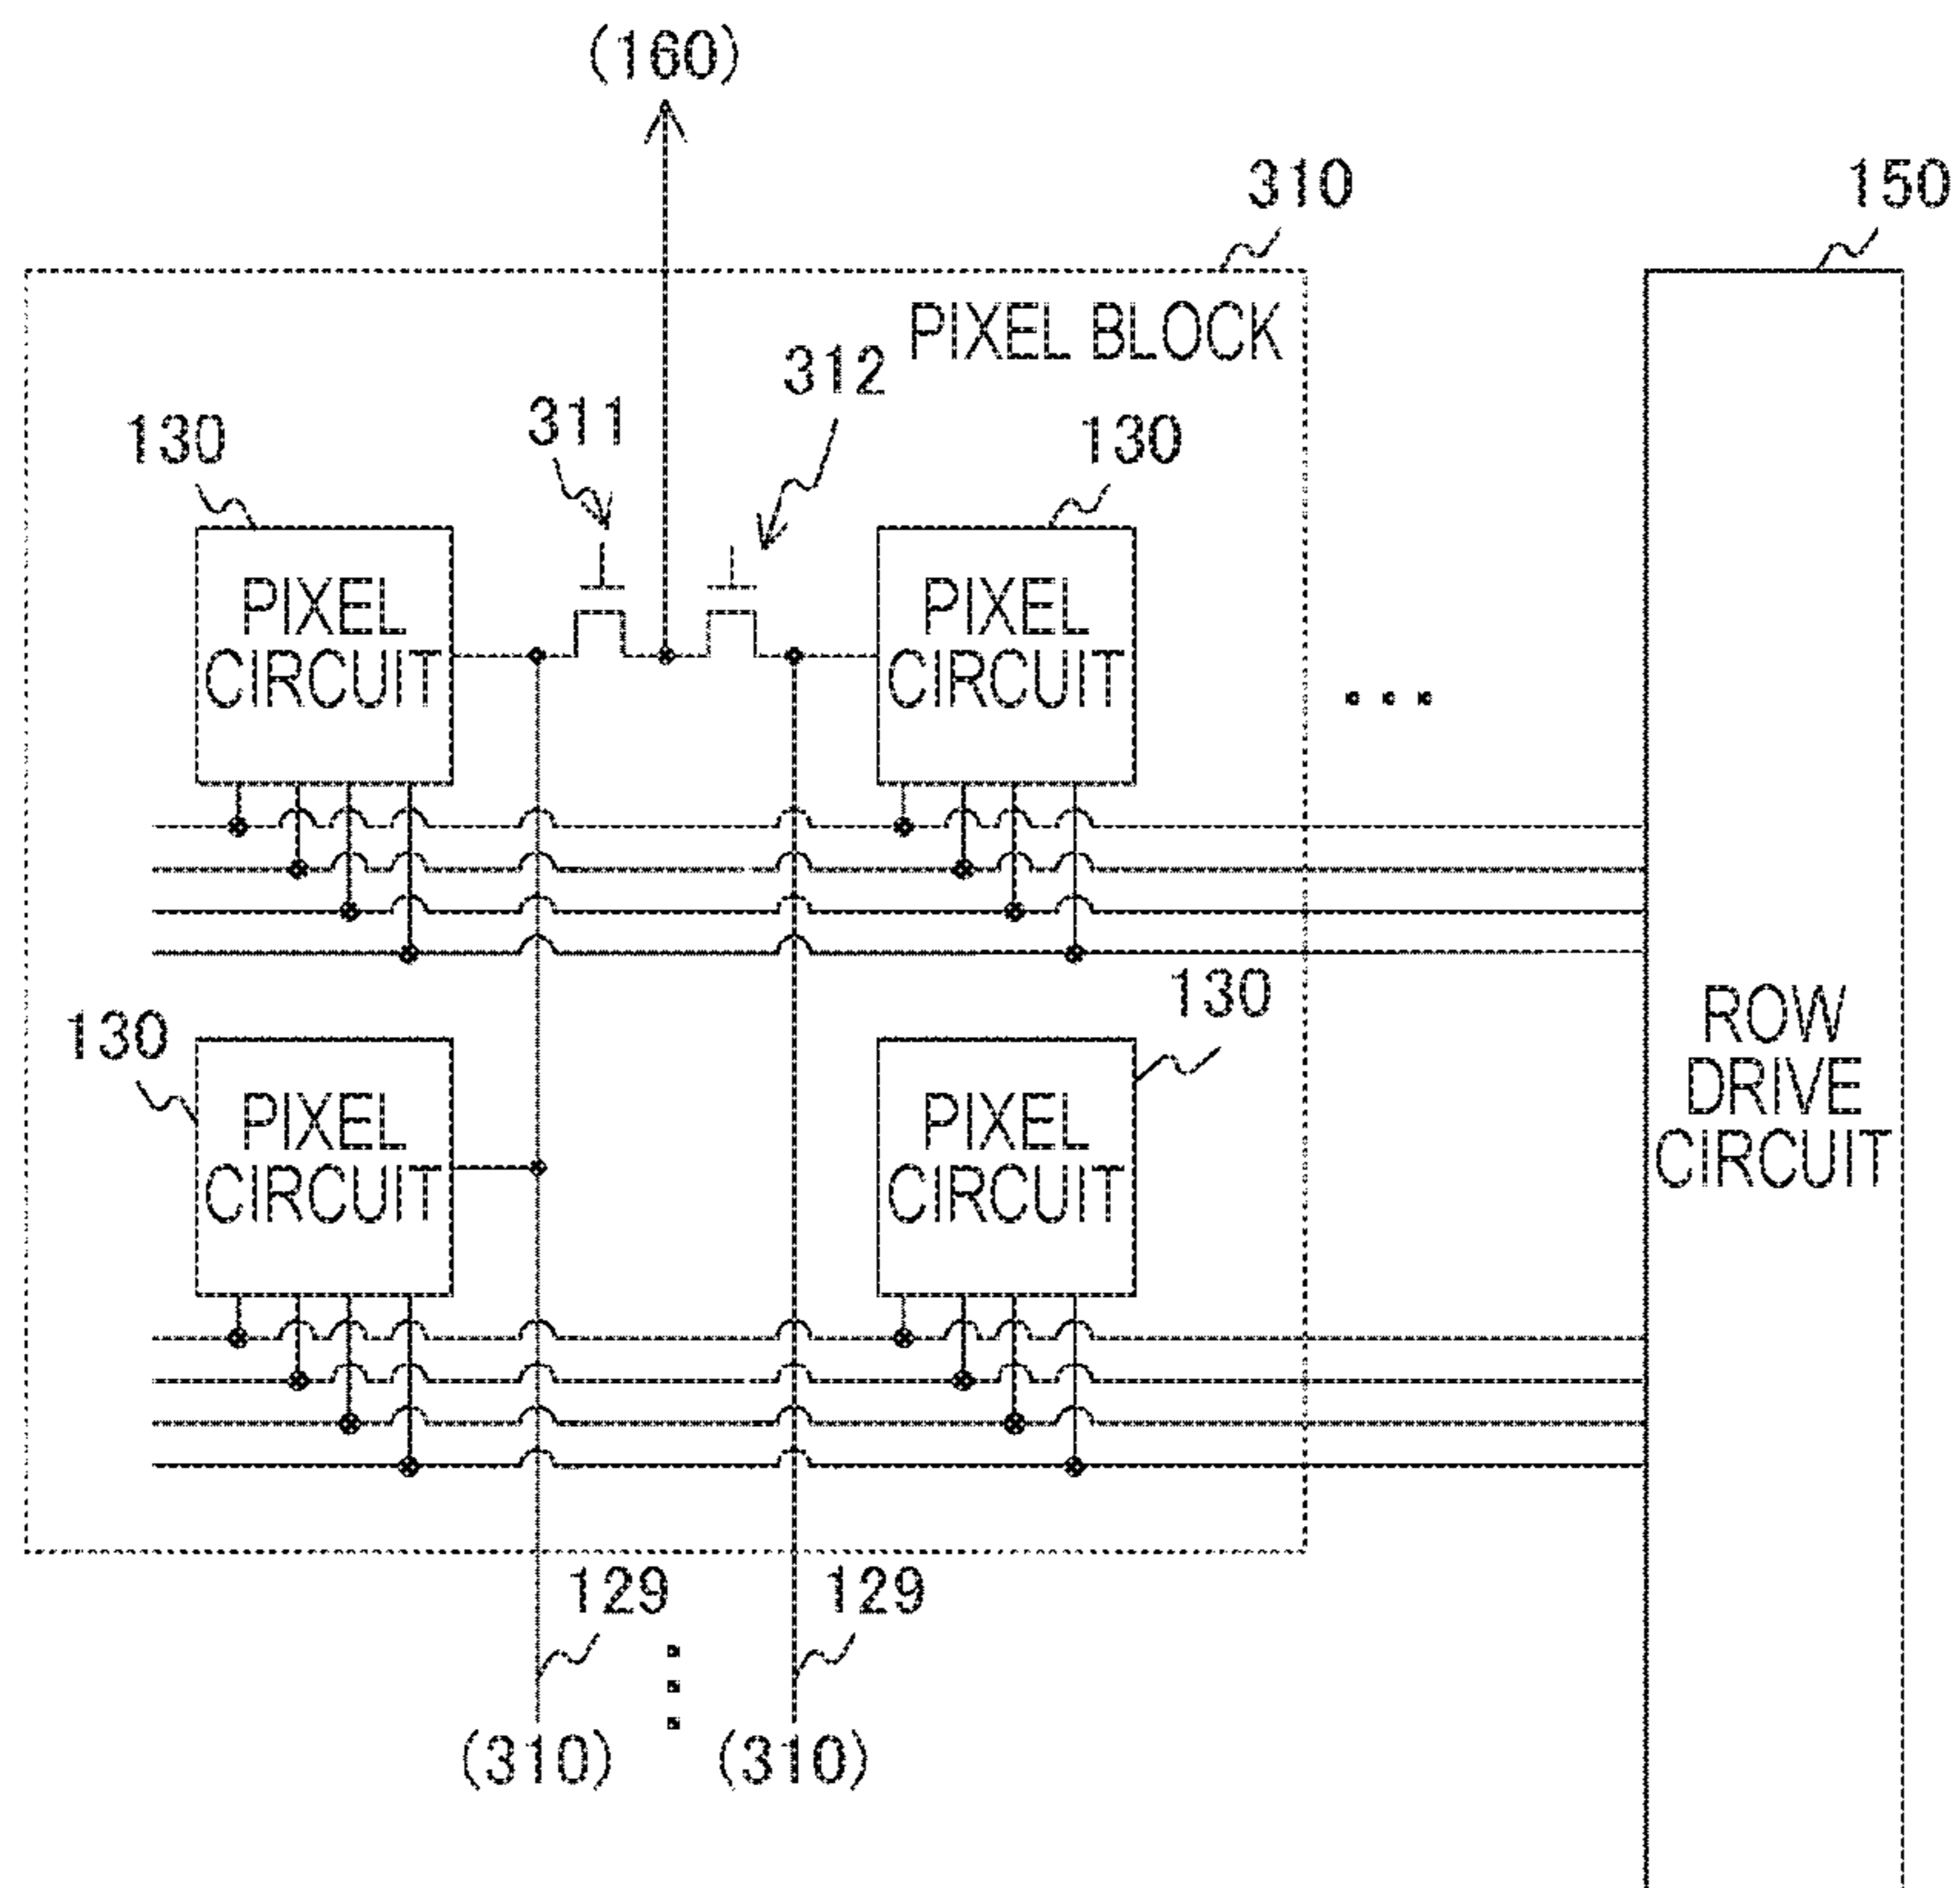 (160)
310
150
PIXEL BLOCK
312
311
130
130
PIXEL
CIRCUIT
PIXEL
CIRCUIT
130
130
PIXEL
CIRCUIT
PIXEL
CIRCUIT
ROW
DRIVE
CIRCUIT
129
129
(310)
(310)